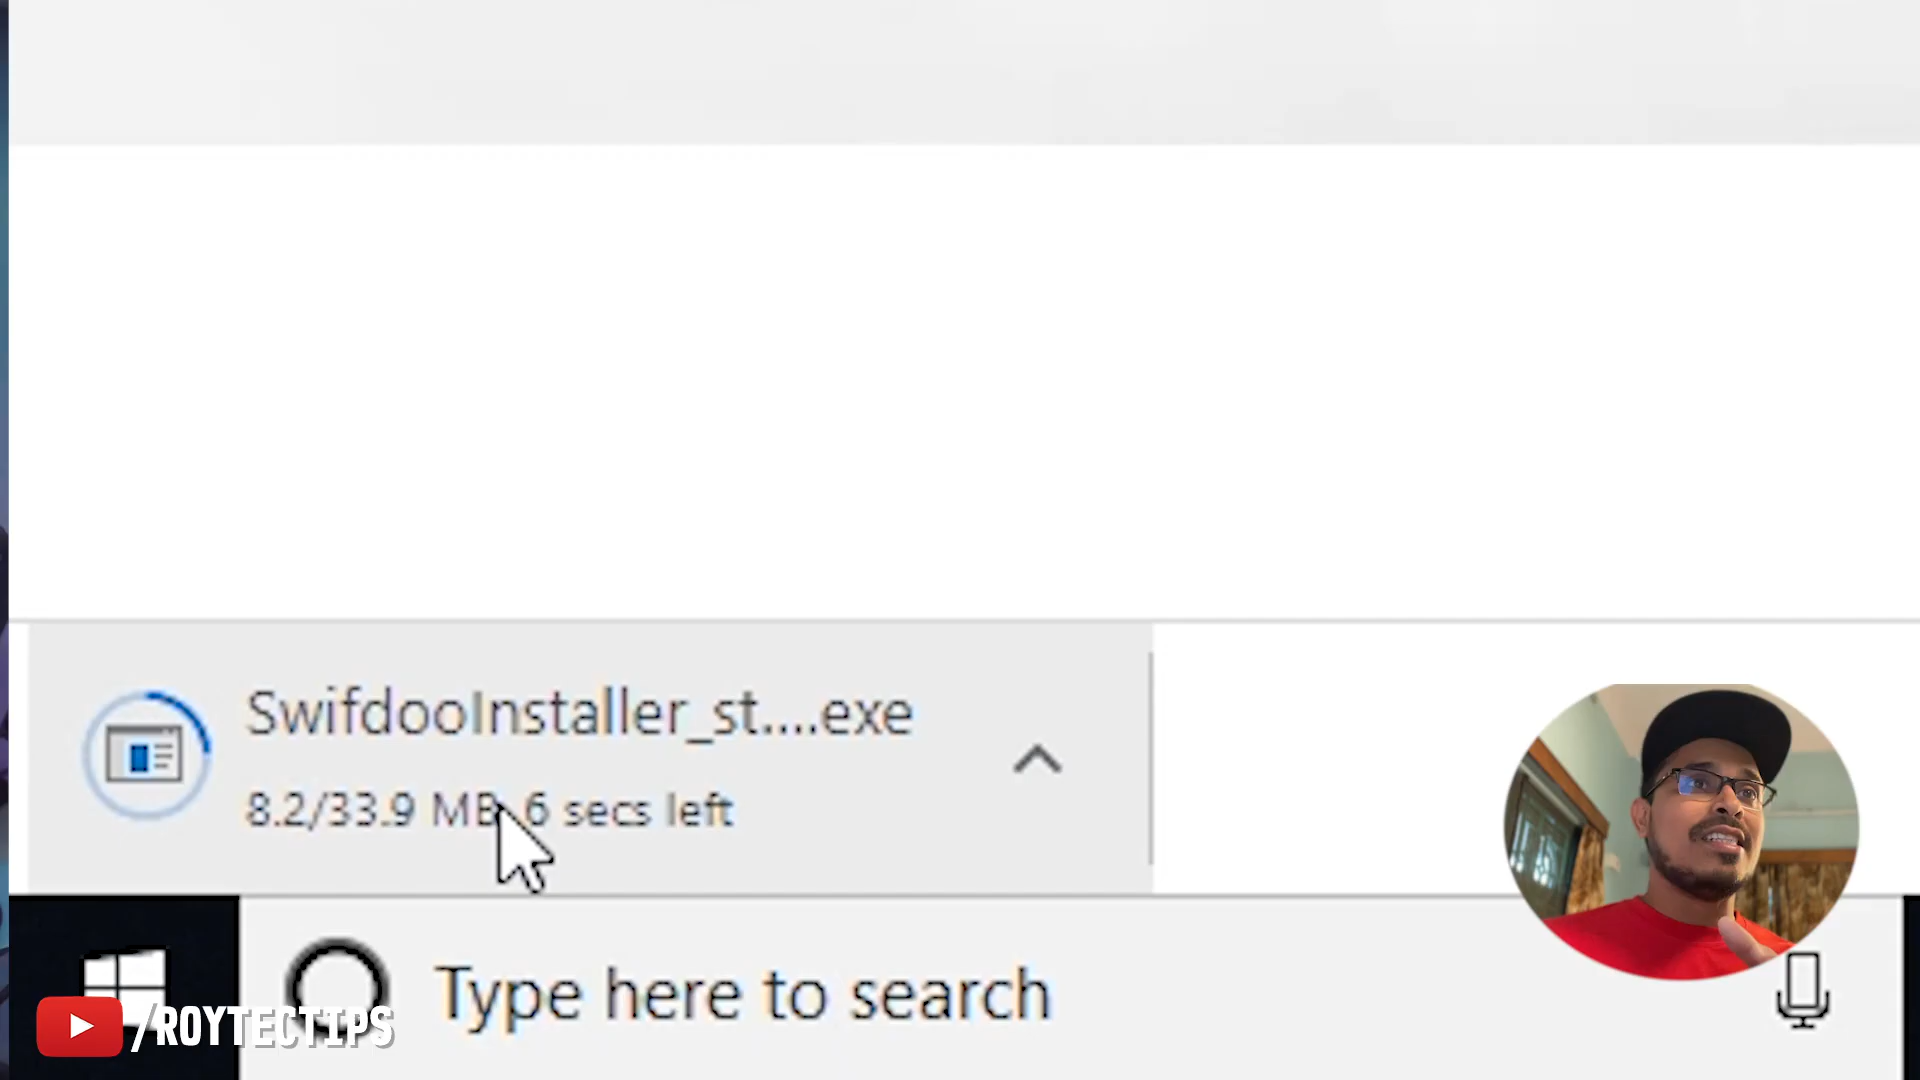 SwifdooInstaller_st....exe
8.2/33.9 MB, 6 secs left
Type here to search
/ROYTECTIPS